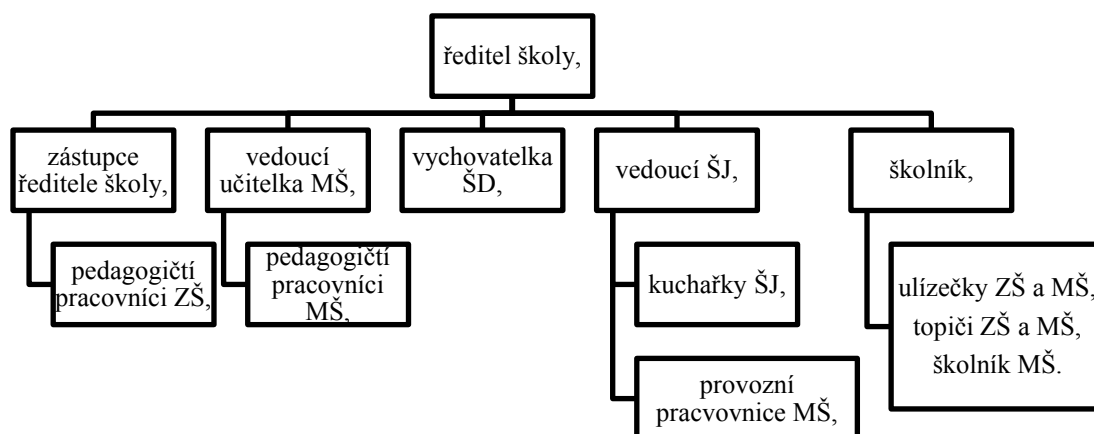 ředitel školy,
zástupce
ředitele školy,
vedoucí
učitelka MŠ,
vychovatelka
ŠD,
vedoucí ŠJ,
školník,
pedagogičtí
pracovníci ZŠ,
pedagogičtí
pracovníci
MŠ,
kuchařky ŠJ,
provozní
pracvovnice MŠ,
ulízečky ZŠ a MŠ,
topiči ZŠ a MŠ,
školník MŠ.